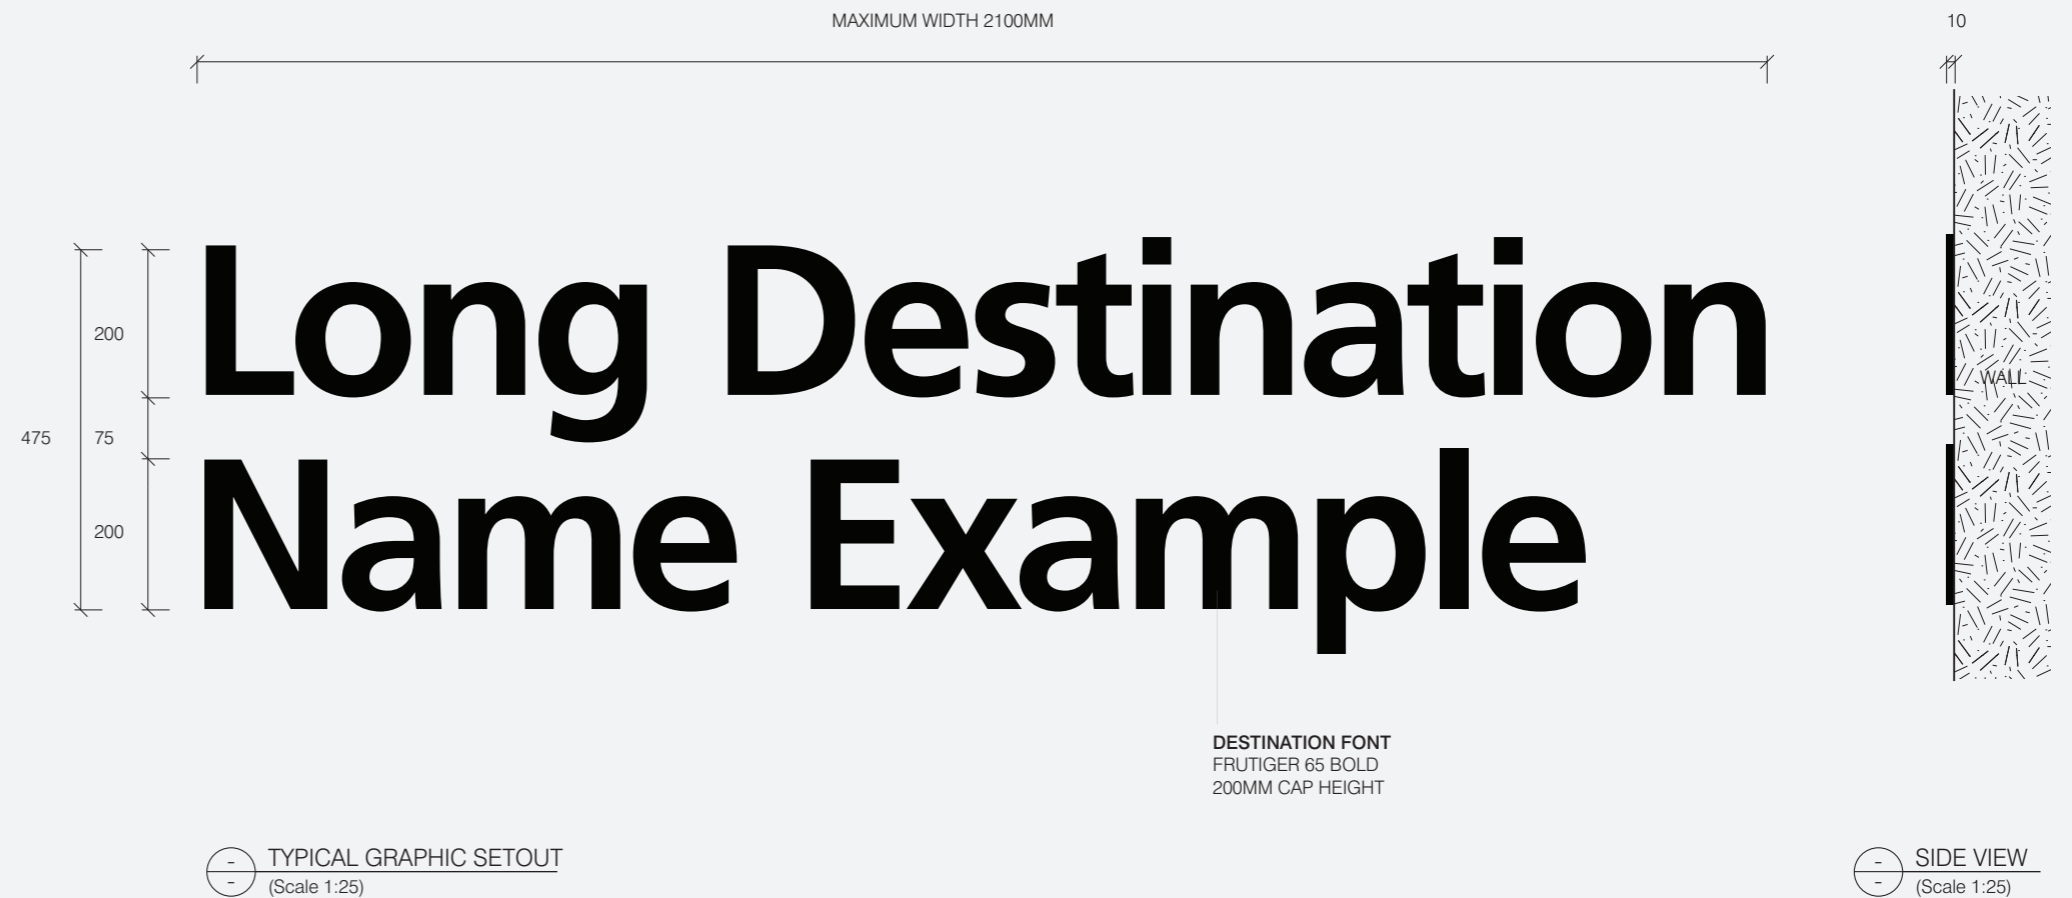 MAXIMUM WIDTH 2100MM
10
Long Destination
200
WALL
475
75
Name Example
200
DESTINATION FONT
FRUTIGER 65 BOLD
200MM CAP HEIGHT
-
-
TYPICAL GRAPHIC SETOUT
(Scale 1:25)
-
-
SIDE VIEW
(Scale 1:25)